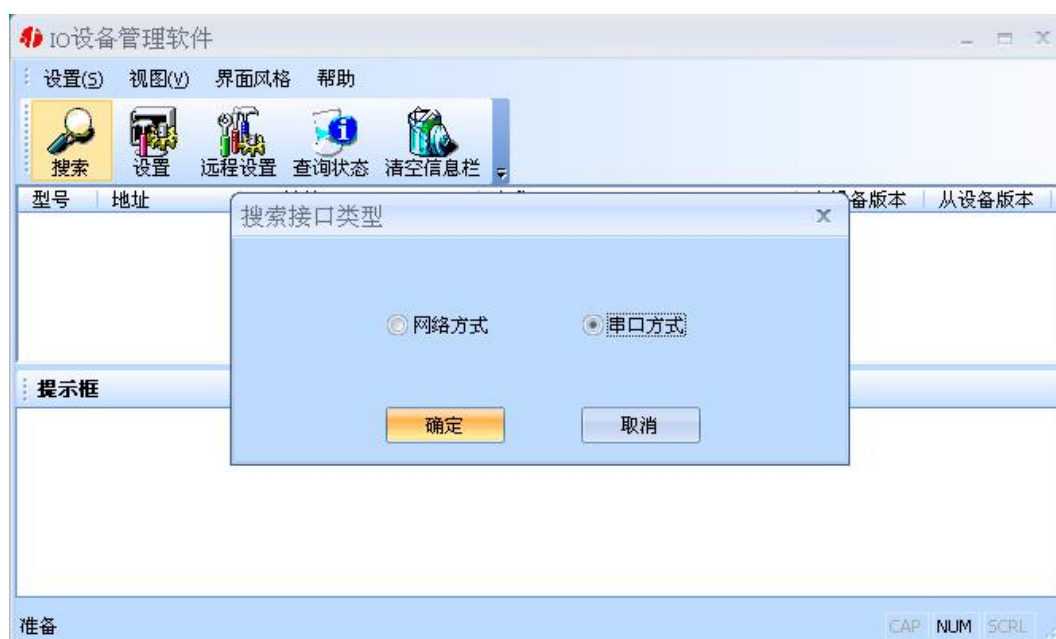 IO设备管理软件
设置(S) 视图(V) 界面风格 帮助
搜索 设置 远程设置 查询状态 清空信息栏
型号 地址 备版本 从设备版本
搜索接口类型
网络方式 串口方式
提示框
确定 取消
准备 CAP NUM SCRL